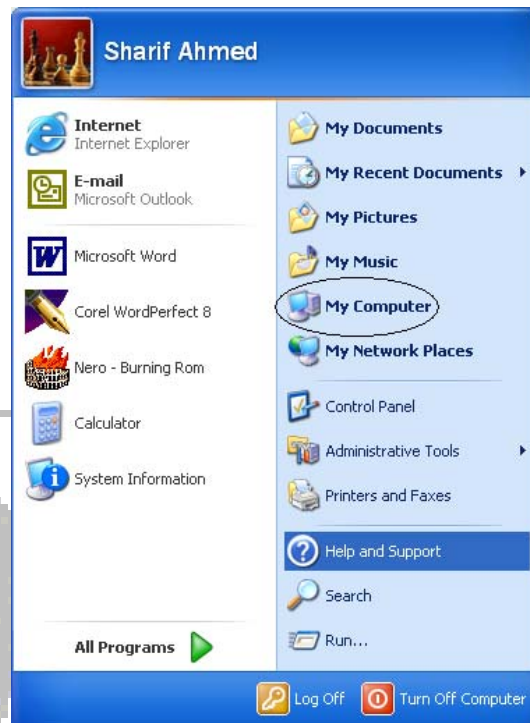 Sharif Ahmed
Internet
Internet Explorer
E-mail
Microsoft Outlook
Microsoft Word
Corel WordPerfect 8
Nero - Burning Rom
Calculator
System Information
All Programs
My Documents
My Recent Documents
My Pictures
My Music
My Computer
My Network Places
Control Panel
Administrative Tools
Printers and Faxes
Help and Support
Search
Run...
Log Off
Turn Off Computer